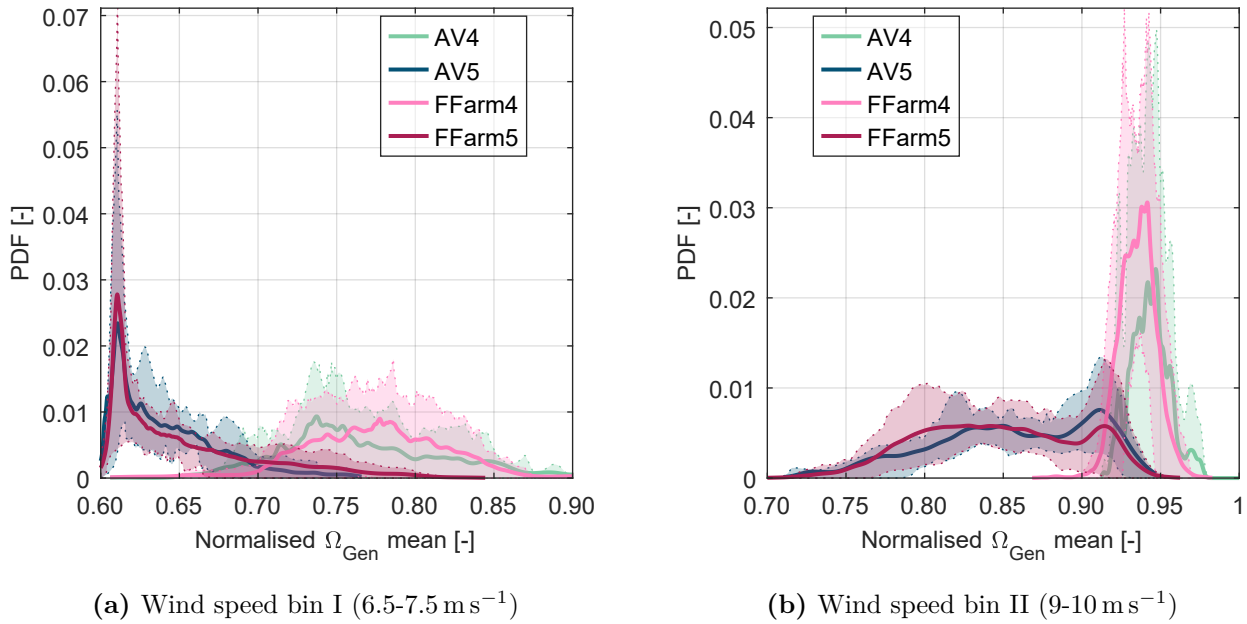 0.07
0.06
0.05
0.04
0.03
0.02
0.01
0
PDF [-]
0.60
0.65
0.70
0.75
0.80
0.85
0.90
Normalised Ω_Gen mean [-]
AV4
AV5
FFarm4
FFarm5
(a) Wind speed bin I (6.5-7.5 m s⁻¹)
0.05
0.04
0.03
0.02
0.01
0
PDF [-]
0.70
0.75
0.80
0.85
0.90
0.95
1
Normalised Ω_Gen mean [-]
AV4
AV5
FFarm4
FFarm5
(b) Wind speed bin II (9-10 m s⁻¹)